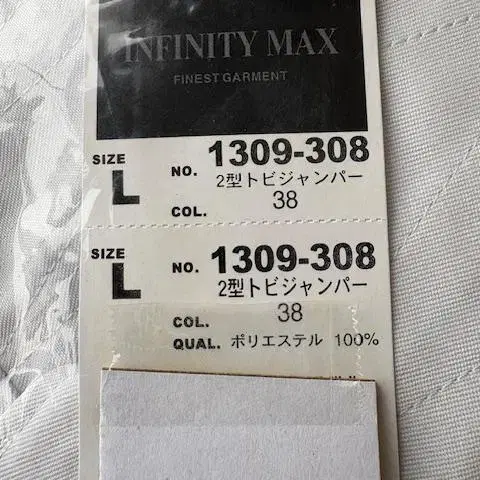 INFINITY MAX
FINEST GARMENT
SIZE L NO. 1309-308
2型トビジャンパー
COL. 38
SIZE L NO. 1309-308
2型トビジャンパー
COL. 38
QUAL. ポリエステル 100%